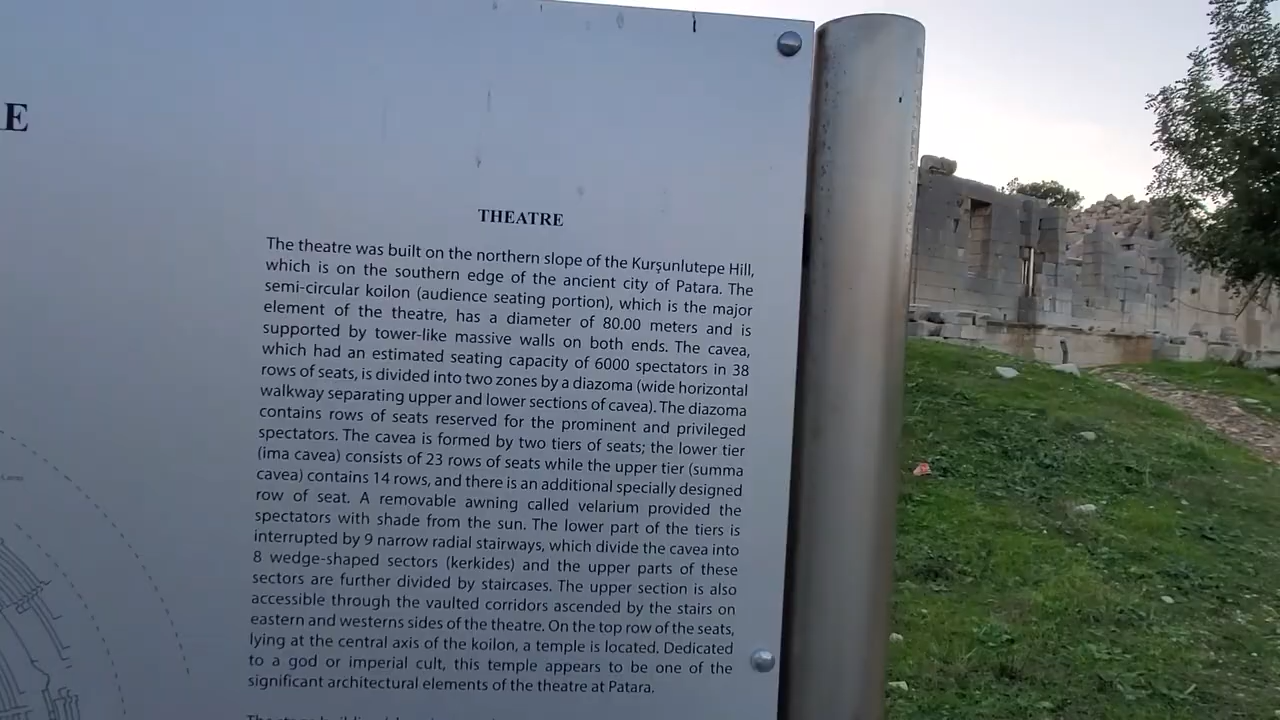 E
THEATRE
The theatre was built on the northern slope of the Kurşunlutepe Hill,
which is on the southern edge of the ancient city of Patara. The
semi-circular koilon (audience seating portion), which is the major
element of the theatre, has a diameter of 80.00 meters and is
supported by tower-like massive walls on both ends. The cavea,
which had an estimated seating capacity of 6000 spectators in 38
rows of seats, is divided into two zones by a diazoma (wide horizontal
walkway separating upper and lower sections of cavea). The diazoma
contains rows of seats reserved for the prominent and privileged
spectators. The cavea is formed by two tiers of seats; the lower tier
(ima cavea) consists of 23 rows of seats while the upper tier (summa
cavea) contains 14 rows, and there is an additional specially designed
row of seat. A removable awning called velarium provided the
spectators with shade from the sun. The lower part of the tiers is
interrupted by 9 narrow radial stairways, which divide the cavea into
8 wedge-shaped sectors (kerkides) and the upper parts of these
sectors are further divided by staircases. The upper section is also
accessible through the vaulted corridors ascended by the stairs on
eastern and westerns sides of the theatre. On the top row of the seats,
lying at the central axis of the koilon, a temple is located. Dedicated
to a god or imperial cult, this temple appears to be one of the
significant architectural elements of the theatre at Patara.